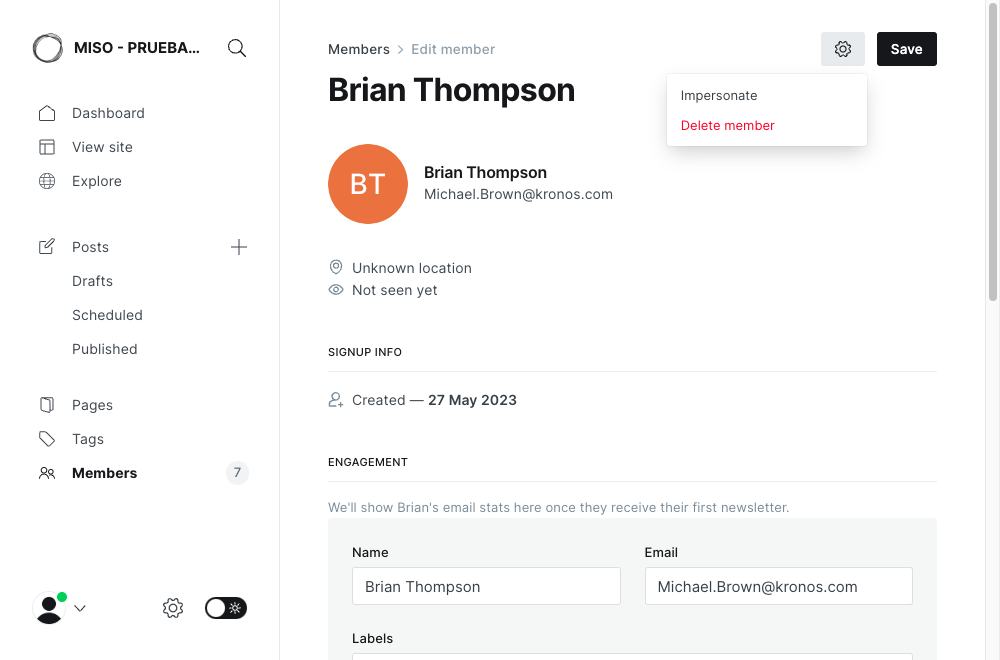 MISO - PRUEBA...
Dashboard
View site
Explore
Posts
Drafts
Scheduled
Published
Pages
Tags
Members
7
Members
Edit member
Save
Brian Thompson
Impersonate
Delete member
BT
Brian Thompson
Michael.Brown@kronos.com
Unknown location
Not seen yet
SIGNUP INFO
Created — 27 May 2023
ENGAGEMENT
We'll show Brian's email stats here once they receive their first newsletter.
Name
Email
Brian Thompson
Michael.Brown@kronos.com
Labels